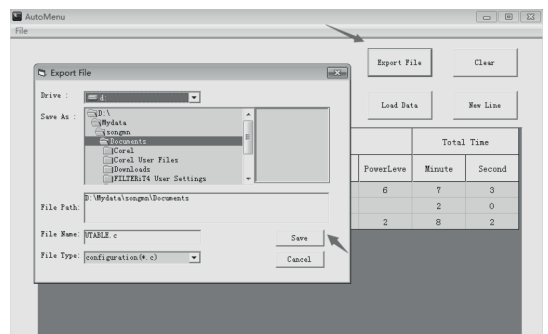 AutoMenu
File
Export File
Clear
Load Data
New Line
Total Time
PowerLeve
Minute
Second
6
7
3
2
0
2
8
2
Export File
Drive :
d:
Save As :
D:\
Mydata
songmn
Documents
Corel
Corel User Files
Downloads
FILTERiT4 User Settings
File Path:
D:\Mydata\songmn\Documents
File Name:
UTABLE.c
Save
File Type:
configuration(*.c)
Cancel